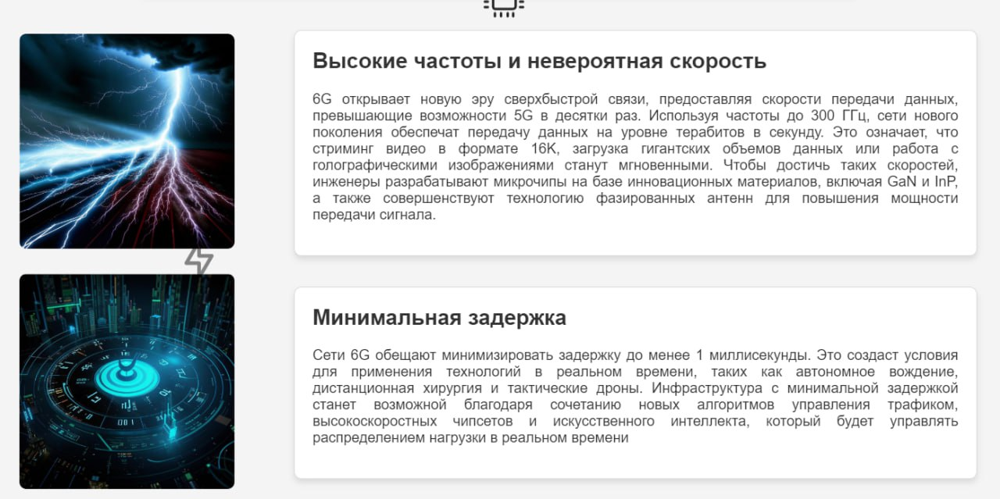 Высокие частоты и невероятная скорость
6G открывает новую эру сверхбыстрой связи, предоставляя скорости передачи данных,
превышающие возможности 5G в десятки раз. Используя частоты до 300 ГГц, сети нового
поколения обеспечат передачу данных на уровне терабитов в секунду. Это означает, что
стриминг видео в формате 16K, загрузка гигантских объемов данных или работа с
голографическими изображениями станут мгновенными. Чтобы достичь таких скоростей,
инженеры разрабатывают микрочипы на базе инновационных материалов, включая GaN и InP,
а также совершенствуют технологию фазированных антенн для повышения мощности
передачи сигнала.
Минимальная задержка
Сети 6G обещают минимизировать задержку до менее 1 миллисекунды. Это создаст условия
для применения технологий в реальном времени, таких как автономное вождение,
дистанционная хирургия и тактические дроны. Инфраструктура с минимальной задержкой
станет возможной благодаря сочетанию новых алгоритмов управления трафиком,
высокоскоростных чипсетов и искусственного интеллекта, который будет управлять
распределением нагрузки в реальном времени